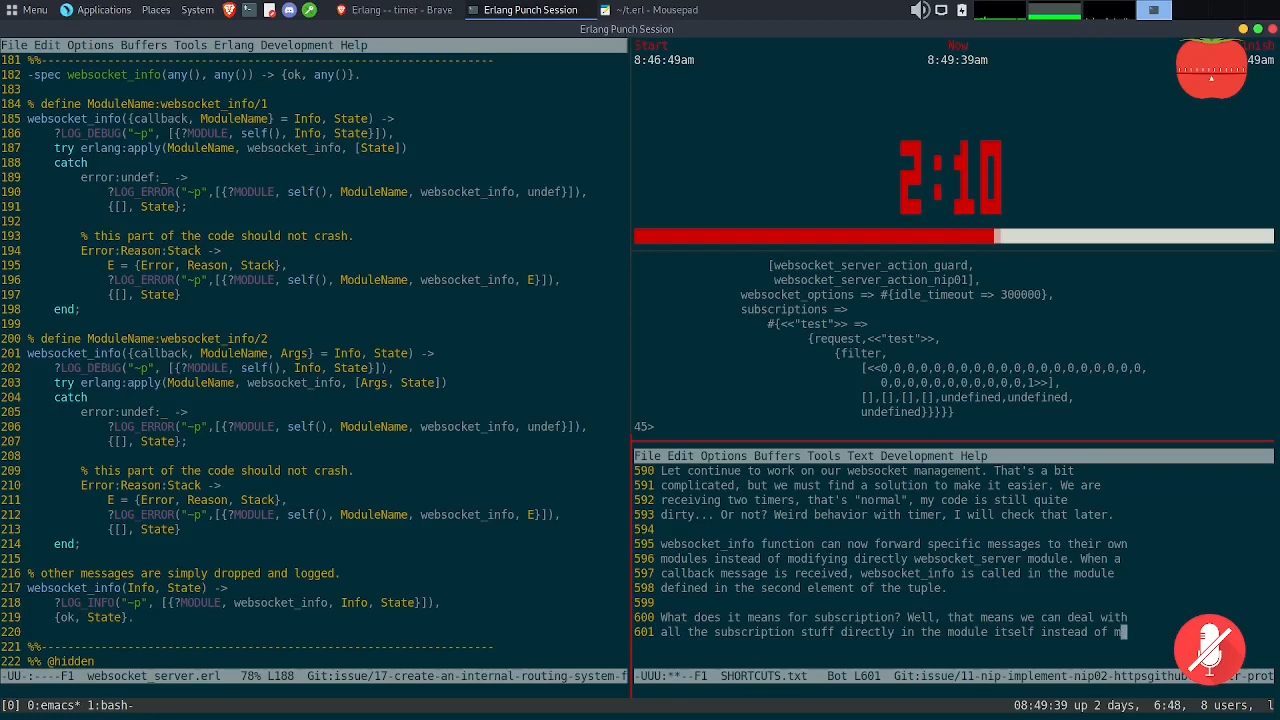 Menu Applications Places System Erlang -- timer - Brave Erlang Punch Session ~/t.erl - Mousepad
Erlang Punch Session
File Edit Options Buffers Tools Erlang Development Help
181 %%--------------------------------------------------------------------
182 -spec websocket_info(any(), any()) -> {ok, any()}.
183
184 % define ModuleName:websocket_info/1
185 websocket_info({callback, ModuleName} = Info, State) ->
186     ?LOG_DEBUG("~p", [{?MODULE, self(), Info, State}]),
187     try erlang:apply(ModuleName, websocket_info, [State])
188     catch
189         error:undef:_ ->
190             ?LOG_ERROR("~p",[{?MODULE, self(), ModuleName, websocket_info, undef}]),
191             {[], State};
192
193         % this part of the code should not crash.
194         Error:Reason:Stack ->
195             E = {Error, Reason, Stack},
196             ?LOG_ERROR("~p",[{?MODULE, self(), ModuleName, websocket_info, E}]),
197             {[], State}
198     end;
199
200 % define ModuleName:websocket_info/2
201 websocket_info({callback, ModuleName, Args} = Info, State) ->
202     ?LOG_DEBUG("~p", [{?MODULE, self(), Info, State}]),
203     try erlang:apply(ModuleName, websocket_info, [Args, State])
204     catch
205         error:undef:_ ->
206             ?LOG_ERROR("~p",[{?MODULE, self(), ModuleName, websocket_info, undef}]),
207             {[], State};
208
209         % this part of the code should not crash.
210         Error:Reason:Stack ->
211             E = {Error, Reason, Stack},
212             ?LOG_ERROR("~p",[{?MODULE, self(), ModuleName, websocket_info, E}]),
213             {[], State}
214     end;
215
216 % other messages are simply dropped and logged.
217 websocket_info(Info, State) ->
218     ?LOG_INFO("~p", [{?MODULE, websocket_info, Info, State}]),
219     {ok, State}.
220
221 %%--------------------------------------------------------------------
222 %% @hidden
-UU-:----F1  websocket_server.erl   78% L188   Git:issue/17-create-an-internal-routing-system-f
Start Now
8:46:49am 8:49:39am 49am
2:10
[websocket_server_action_guard,
websocket_server_action_nip01],
websocket_options => #{idle_timeout => 300000},
subscriptions =>
#{<<"test">> =>
{request,<<"test">>,
{filter,
[<<0,0,0,0,0,0,0,0,0,0,0,0,0,0,0,0,0,0,0,0,
0,0,0,0,0,0,0,0,0,0,0,1>>],
[],[],[],[],undefined,undefined,
undefined}}}}}
45>
File Edit Options Buffers Tools Text Development Help
590 Let continue to work on our websocket management. That's a bit
591 complicated, but we must find a solution to make it easier. We are
592 receiving two timers, that's "normal", my code is still quite
593 dirty... Or not? Weird behavior with timer, I will check that later.
594
595 websocket_info function can now forward specific messages to their own
596 modules instead of modifying directly websocket_server module. When a
597 callback message is received, websocket_info is called in the module
598 defined in the second element of the tuple.
599
600 What does it means for subscription? Well, that means we can deal with
601 all the subscription stuff directly in the module itself instead of m
-UUU:**--F1  SHORTCUTS.txt   Bot L601   Git:issue/11-nip-implement-nip02-httpsgithub
[0] 0:emacs* 1:bash- 08:49:39 up 2 days, 6:48, 8 users, l